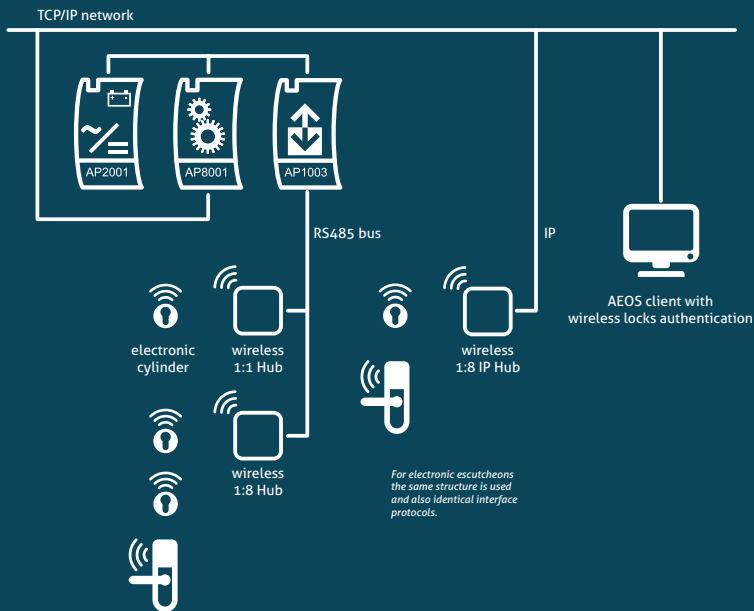 TCP/IP network
AP2001
AP8001
AP1003
RS485 bus
IP
AEOS client with
wireless locks authentication
electronic
cylinder
wireless
1:1 Hub
wireless
1:8 IP Hub
wireless
1:8 Hub
For electronic escutcheons
the same structure is used
and also identical interface
protocols.